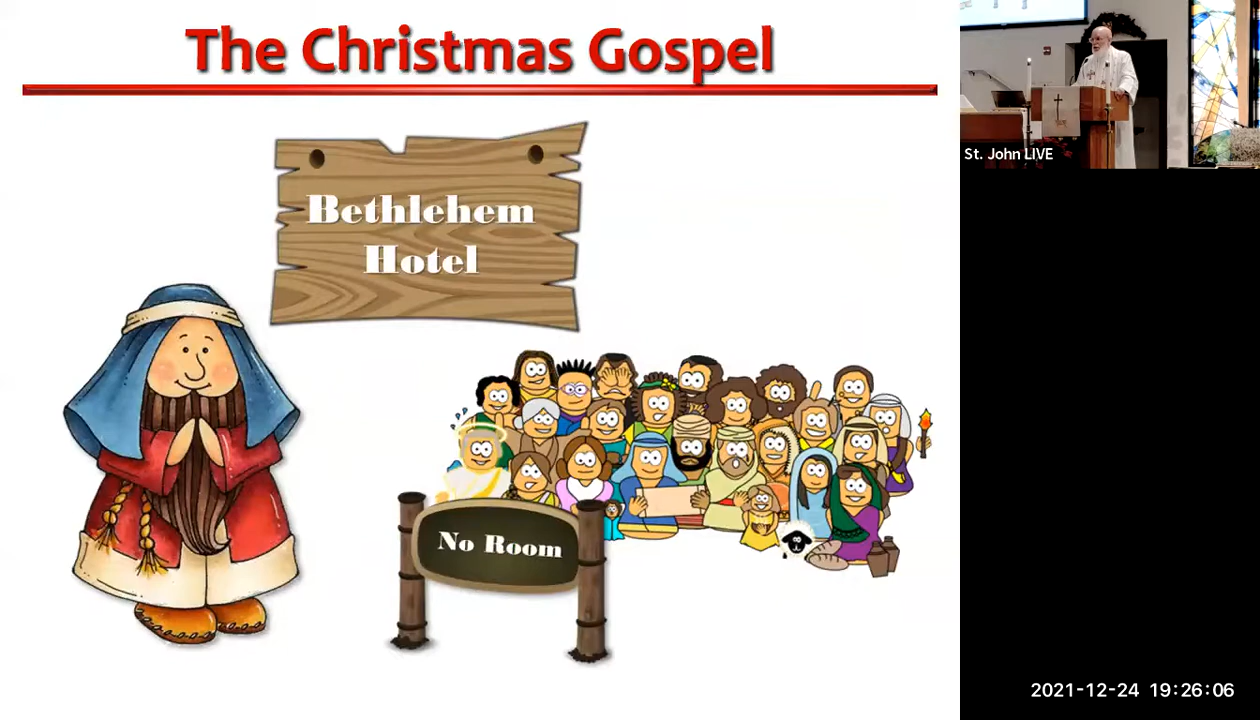 The Christmas Gospel
Bethlehem
Hotel
No Room
St. John LIVE
2021-12-24 19:26:06